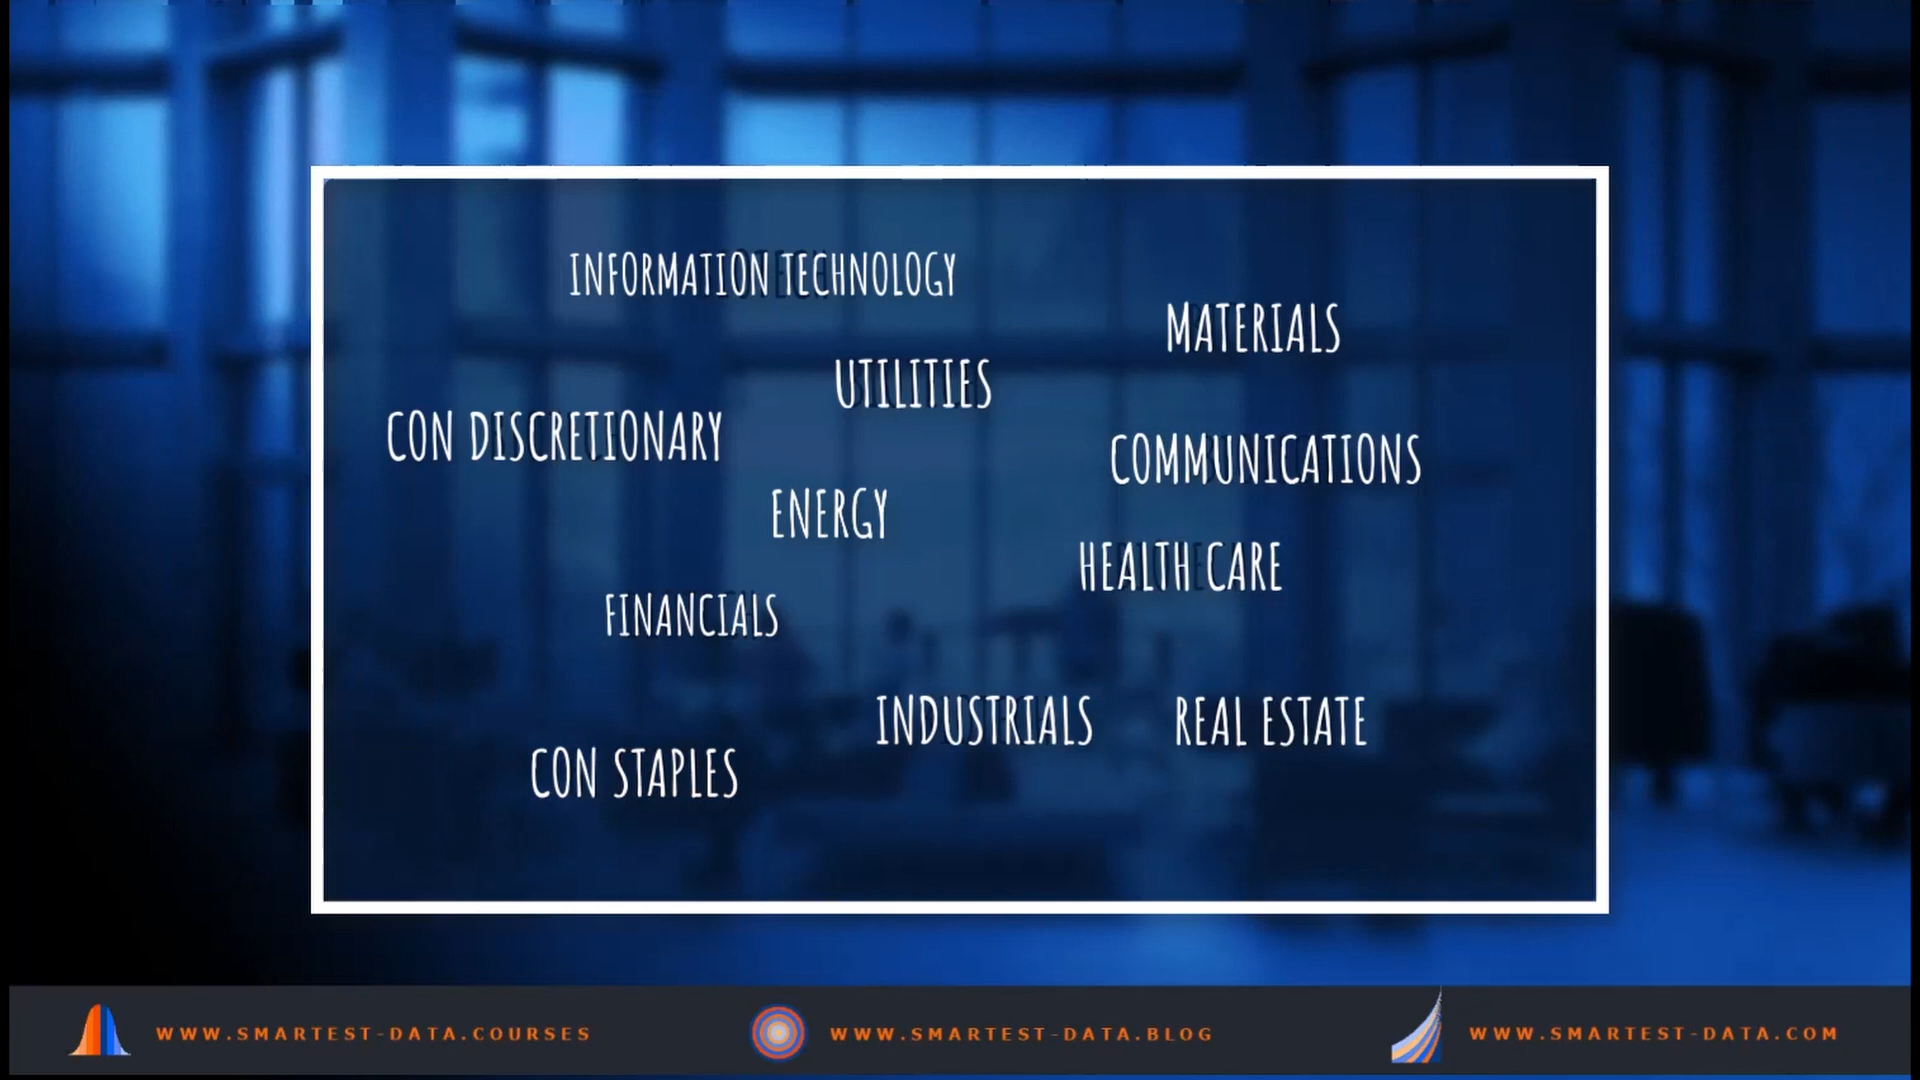 INFORMATION TECHNOLOGY
MATERIALS
UTILITIES
CON DISCRETIONARY
COMMUNICATIONS
ENERGY
HEALTH CARE
FINANCIALS
INDUSTRIALS
REAL ESTATE
CON STAPLES
WWW.SMARTEST-DATA.COURSES
WWW.SMARTEST-DATA.BLOG
WWW.SMARTEST-DATA.COM